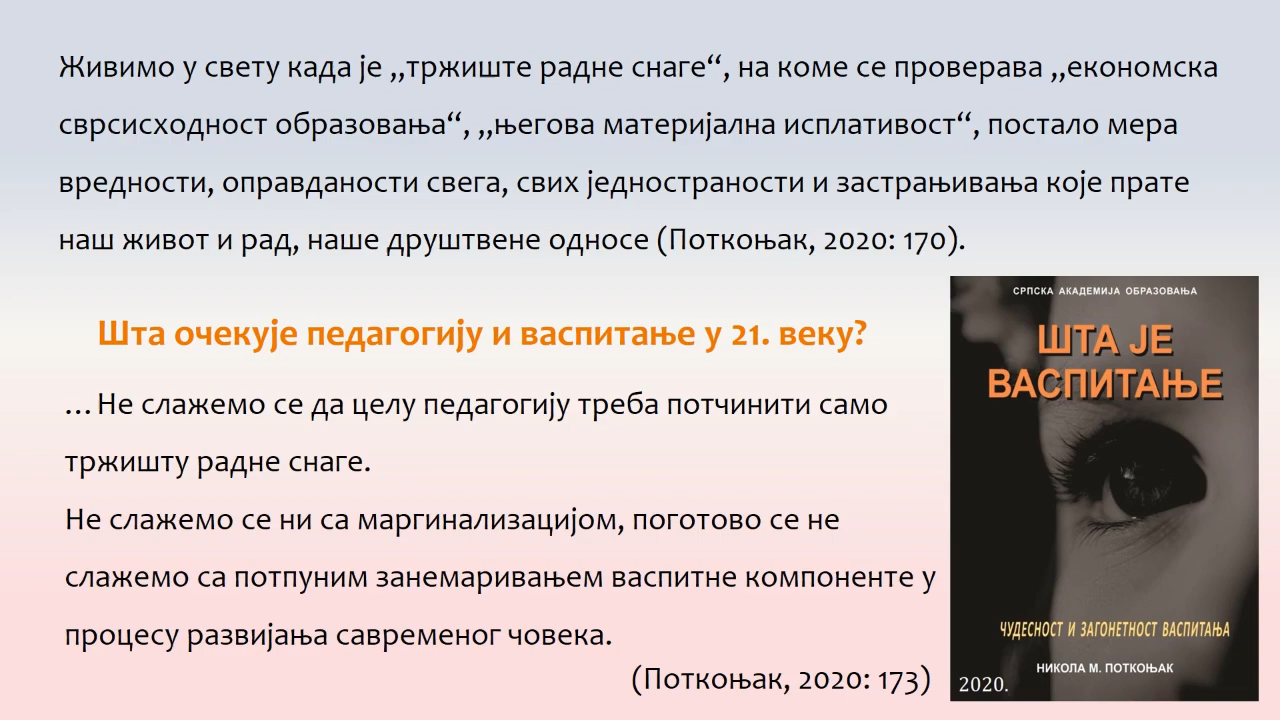 Живимо у свету када је ,,тржиште радне снаге“, на коме се проверава ,,економска
сврсисходност образовања“, ,,његова материјална исплативост“, постало мера
вредности, оправданости свега, свих једностраности и застрањивања које прате
наш живот и рад, наше друштвене односе (Поткоњак, 2020: 170).
Шта очекује педагогију и васпитање у 21. веку?
...Не слажемо се да целу педагогију треба потчинити само
тржишту радне снаге.
Не слажемо се ни са маргинализацијом, поготово се не
слажемо са потпуним занемаривањем васпитне компоненте у
процесу развијања савременог човека.
(Поткоњак, 2020: 173)
СРПСКА АКАДЕМИЈА ОБРАЗОВАЊА
ШТА ЈЕ
ВАСПИТАЊЕ
ЧУДЕСНОСТ И ЗАГОНЕТНОСТ ВАСПИТАЊА
НИКОЛА М. ПОТКОЊАК
2020.